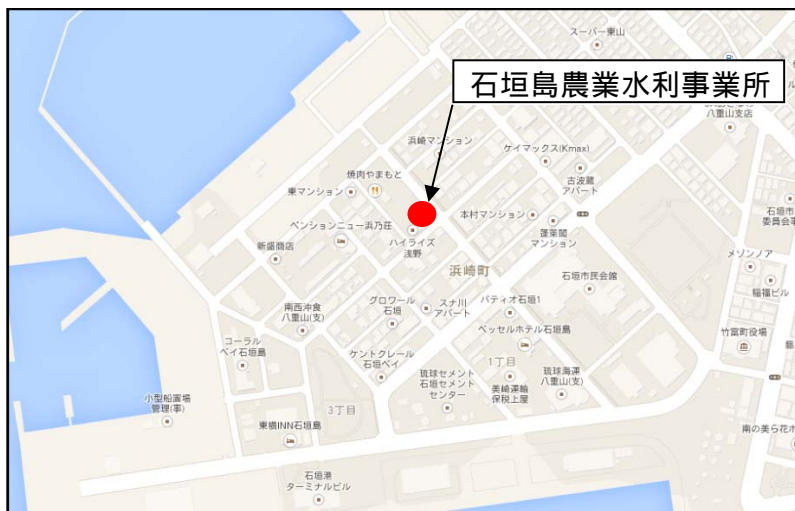 スーパー東山
石垣島農業水利事業所
八重山支店
浜崎マンション
ケイマックス(Kmax)
焼肉やまもと
古波蔵
アパート
東マンション
本村マンション
石垣市
委員会事
ペンションニュー浜乃荘
ハイライズ
浅野
蓬莱閣
マンション
新盛商店
浜崎町
石垣市民会館
メゾンノア
稲福ビル
グロワール
石垣
スナ川
アパート
パティオ石垣1
南西沖食
八重山(支)
ベッセルホテル石垣島
竹富町役場
コーラル
ベイ石垣島
ケントクレール
石垣ベイ
1丁目
琉球セメント
石垣セメント
センター
美崎運輸
保税上屋
琉球海運
八重山(支)
小型船置場
管理(事)
3丁目
東横INN石垣島
南の美ら花ホ
石垣港
ターミナルビル